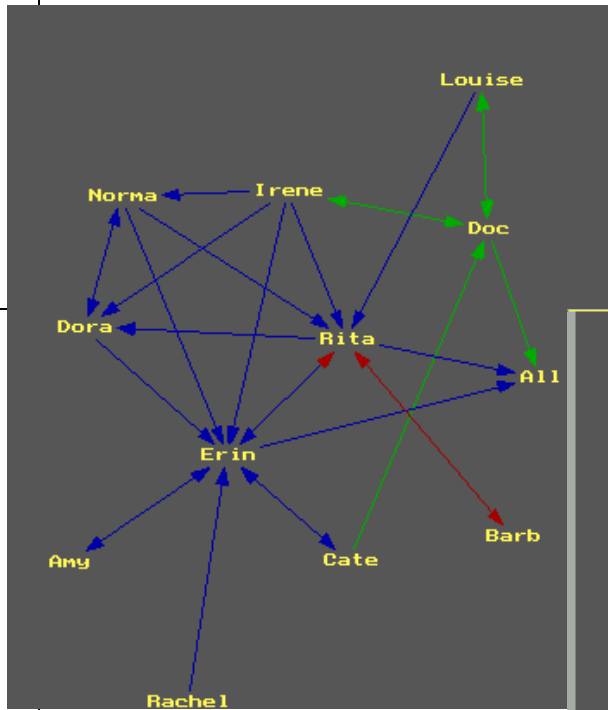 Louise
Norma
Irene
Doc
Dora
Rita
All
Erin
Barb
Amy
Cate
Rachel